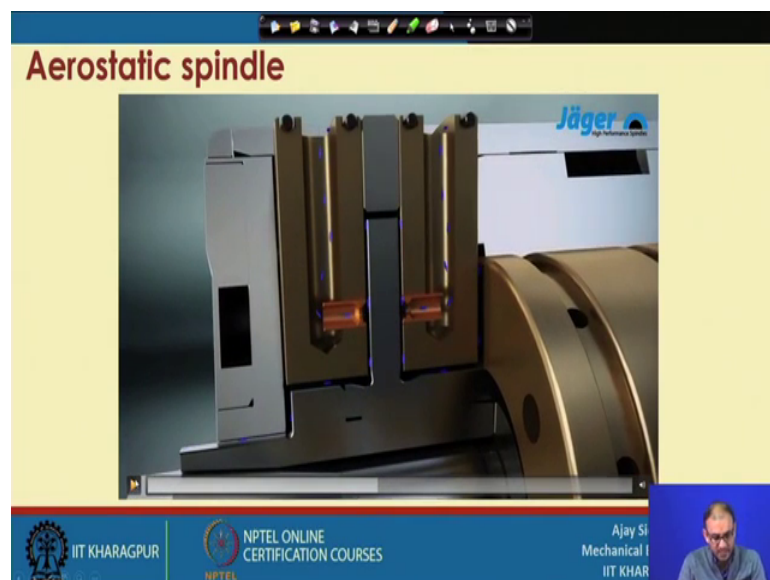 Aerostatic spindle
Jäger
High Performance Spindles
IIT KHARAGPUR
NPTEL
NPTEL ONLINE
CERTIFICATION COURSES
Ajay Si
Mechanical
IIT KHAR